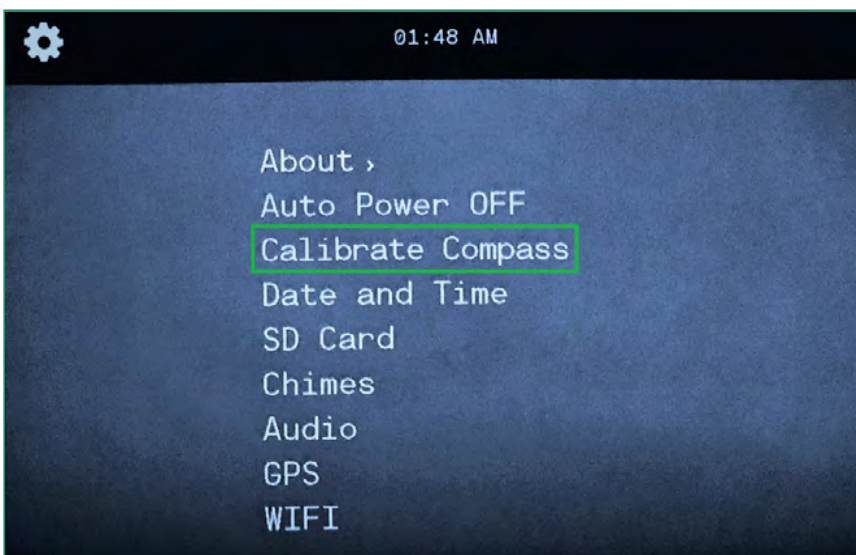 01:48 AM
About ›
Auto Power OFF
Calibrate Compass
Date and Time
SD Card
Chimes
Audio
GPS
WIFI